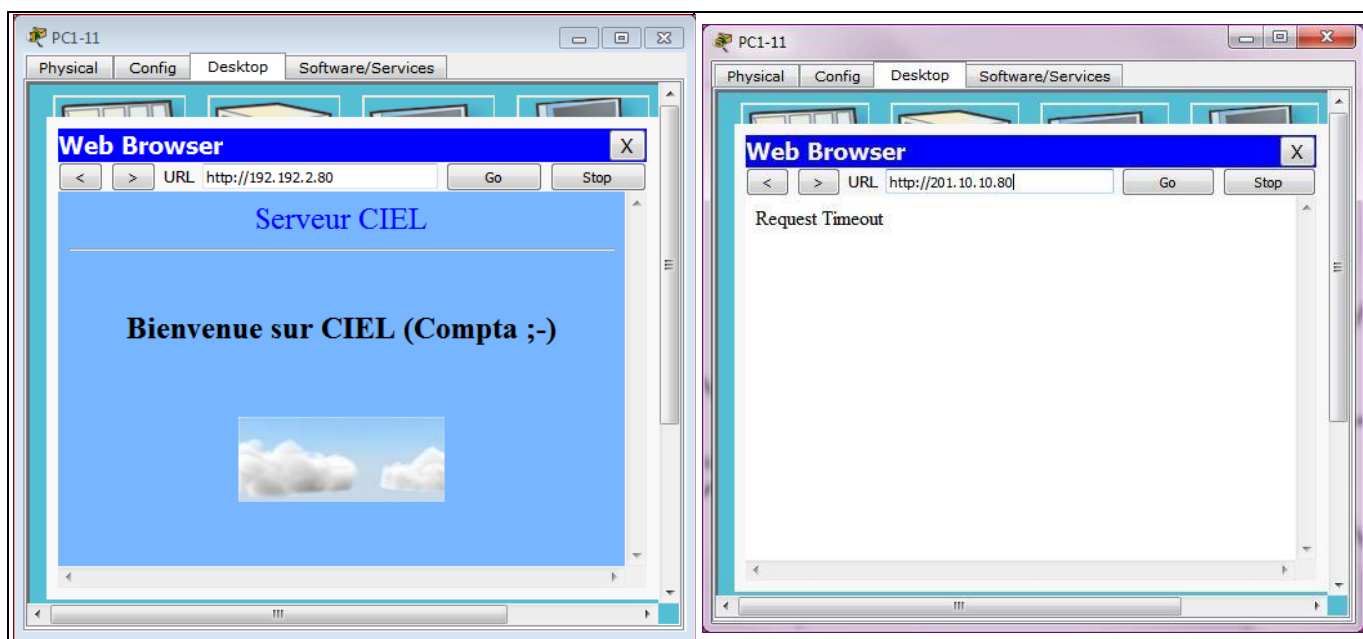 PC1-11
Physical Config Desktop Software/Services
Web Browser X
< > URL http://192.192.2.80 Go Stop
Serveur CIEL
Bienvenue sur CIEL (Compta ;-)
PC1-11
Physical Config Desktop Software/Services
Web Browser X
< > URL http://201.10.10.80 Go Stop
Request Timeout